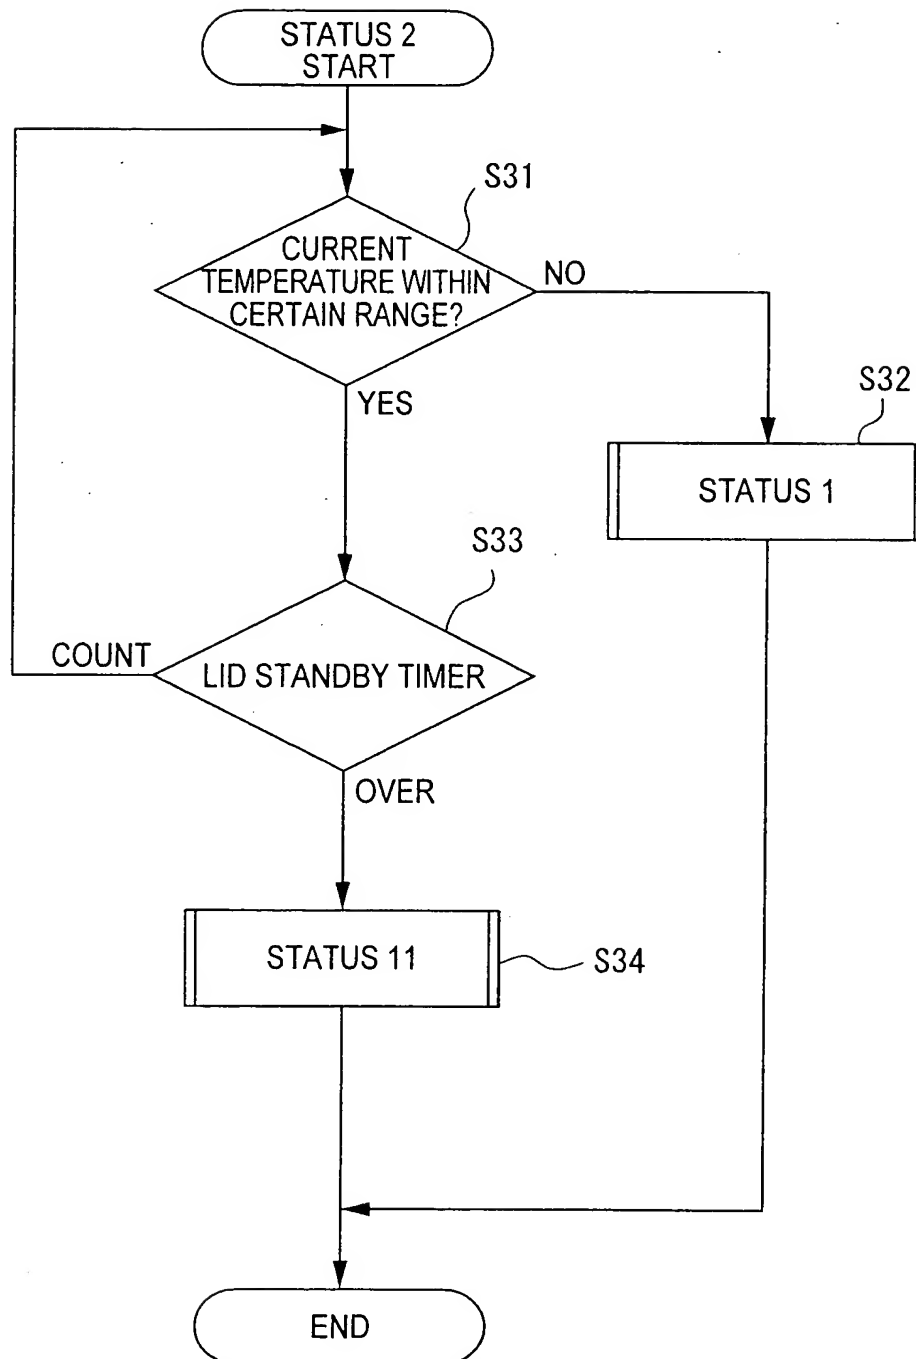 STATUS 2
START
S31
CURRENT
TEMPERATURE WITHIN
CERTAIN RANGE?
NO
YES
S32
STATUS 1
S33
COUNT
LID STANDBY TIMER
OVER
STATUS 11
S34
END